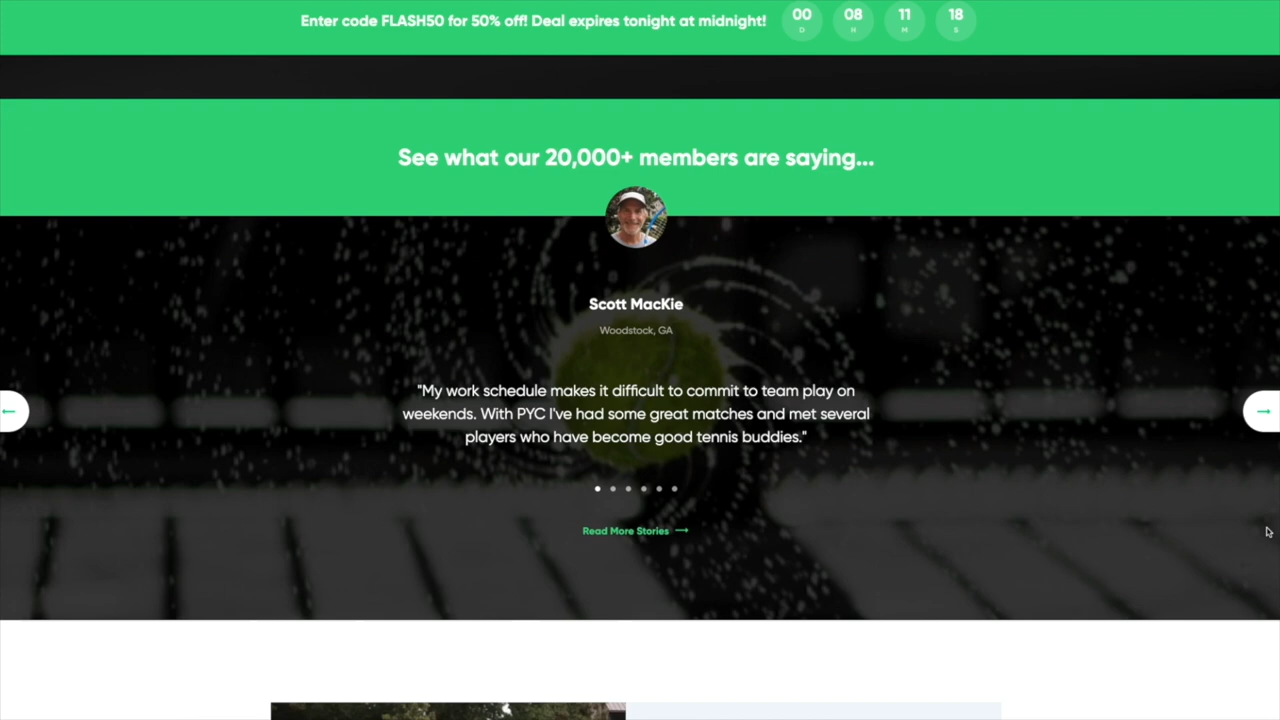 Enter code FLASH50 for 50% off! Deal expires tonight at midnight!
00 08 11 18
D H M S
See what our 20,000+ members are saying...
Scott MacKie
Woodstock, GA
"My work schedule makes it difficult to commit to team play on
weekends. With PYC I've had some great matches and met several
players who have become good tennis buddies."
Read More Stories